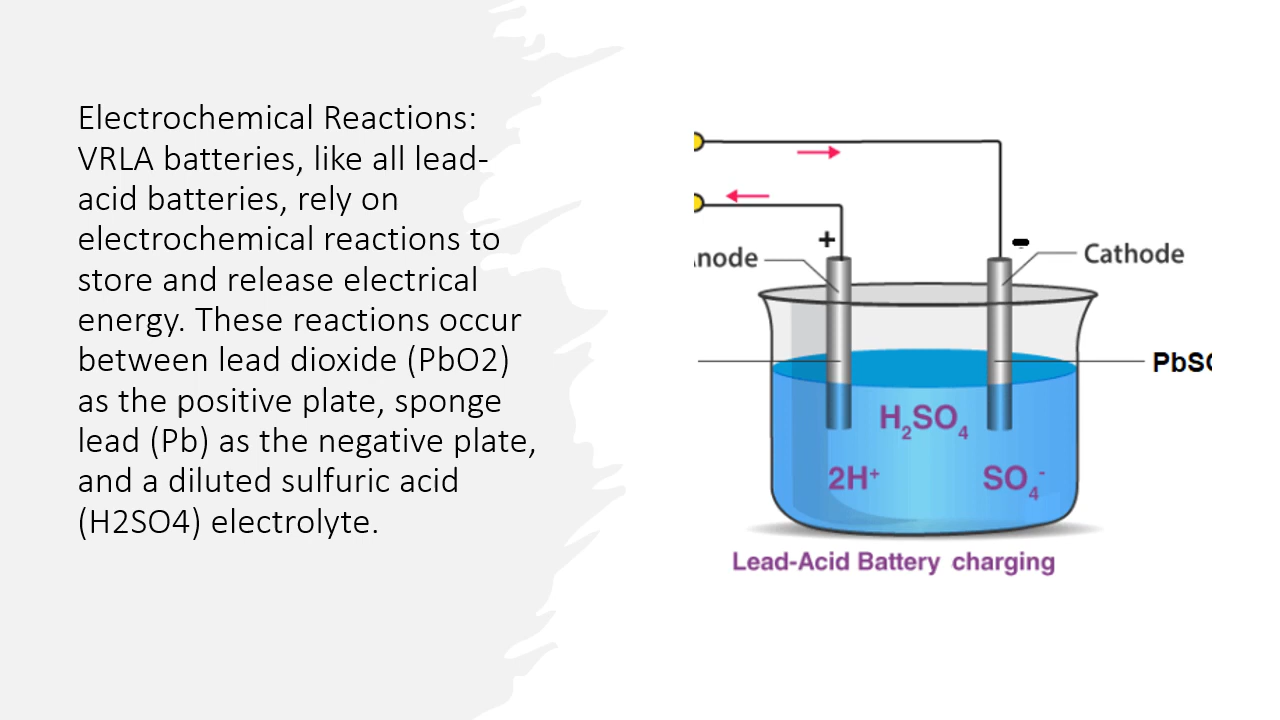 Electrochemical Reactions:
VRLA batteries, like all lead-
acid batteries, rely on
electrochemical reactions to
store and release electrical
energy. These reactions occur
between lead dioxide (PbO2)
as the positive plate, sponge
lead (Pb) as the negative plate,
and a diluted sulfuric acid
(H2SO4) electrolyte.
+ -
node Cathode
PbSO
H₂SO₄
2H⁺ SO₄⁻
Lead-Acid Battery charging